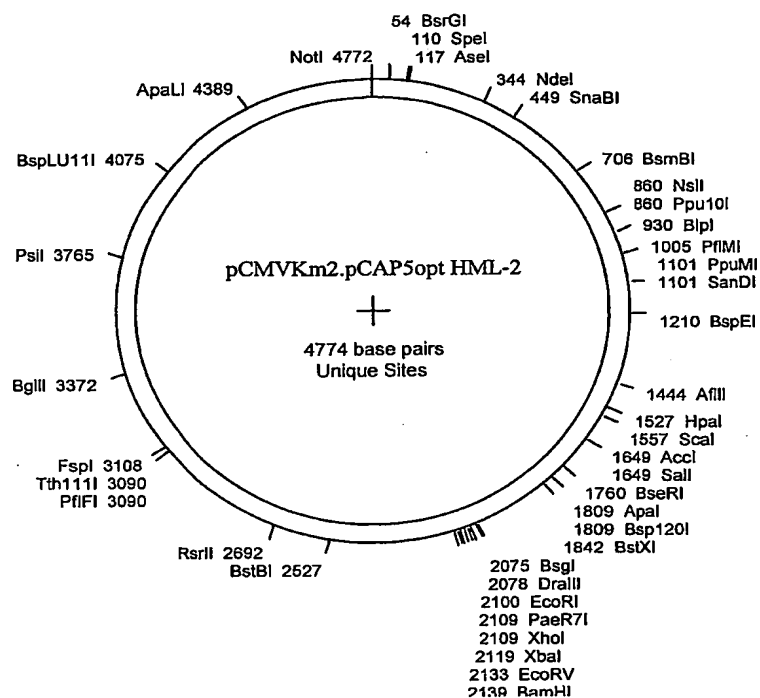 54 BsrGI
110 SpeI
NotI 4772
117 AseI
ApaLI 4389
344 NdeI
449 SnaBI
BspLU11I 4075
706 BsmBI
860 NsiI
860 Ppu10I
930 BlpI
1005 PflMI
PsiI 3765
1101 PpuMI
1101 SanDI
pCMVKm2.pCAP5opt HML-2
1210 BspEI
4774 base pairs
Unique Sites
BglII 3372
1444 AflII
1527 HpaI
1557 ScaI
1649 AccI
FspI 3108
1649 SalI
Tth111I 3090
1760 BseRI
PflFI 3090
1809 ApaI
1809 Bsp120I
1842 BstXI
RsrII 2692
BstBI 2527
2075 BsgI
2078 DraIII
2100 EcoRI
2109 PaeR7I
2109 XhoI
2119 XbaI
2133 EcoRV
2139 BamHI